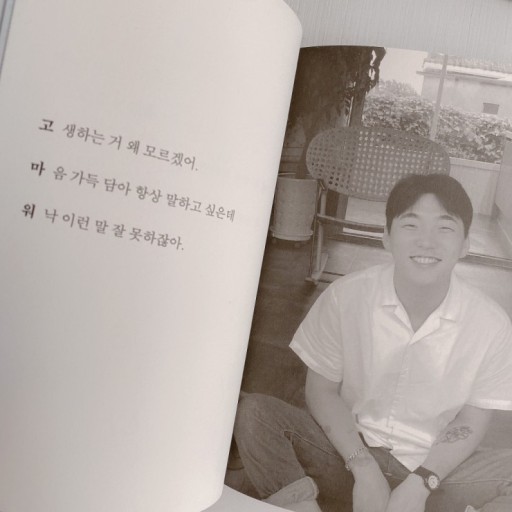 고 생하는 거 왜 모르겠어.
마 음 가득 담아 항상 말하고 싶은데
워 낙 이런 말 잘 못하잖아.